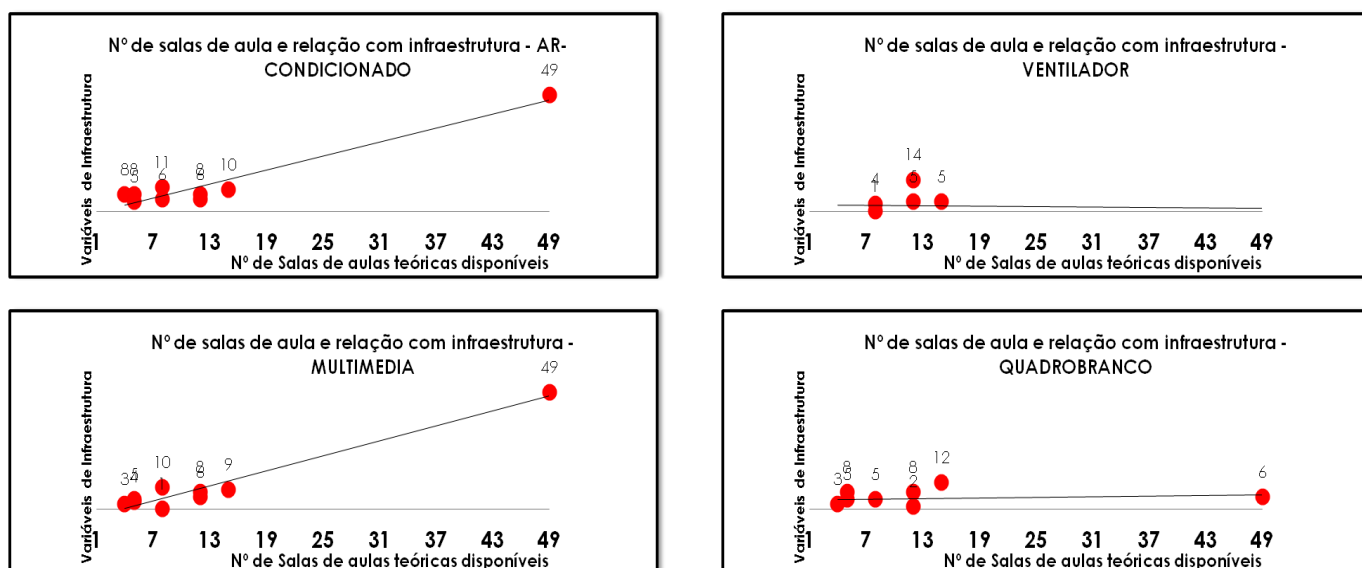 Nº de salas de aula e relação com infraestrutura - AR-
CONDICIONADO
Variáveis de Infraestrutura
49
8 8 11 8 10
3 6 6
1 7 13 19 25 31 37 43 49
Nº de Salas de aulas teóricas disponíveis
Nº de salas de aula e relação com infraestrutura -
VENTILADOR
Variáveis de Infraestrutura
14
4 5 5
1
1 7 13 19 25 31 37 43 49
Nº de Salas de aulas teóricas disponíveis
Nº de salas de aula e relação com infraestrutura -
MULTIMEDIA
Variáveis de Infraestrutura
49
3 5 10 8 9
4 1 6
1 7 13 19 25 31 37 43 49
Nº de Salas de aulas teóricas disponíveis
Nº de salas de aula e relação com infraestrutura -
QUADROBRANCO
Variáveis de Infraestrutura
12
3 8 5 8 6
5 2
1 7 13 19 25 31 37 43 49
Nº de Salas de aulas teóricas disponíveis